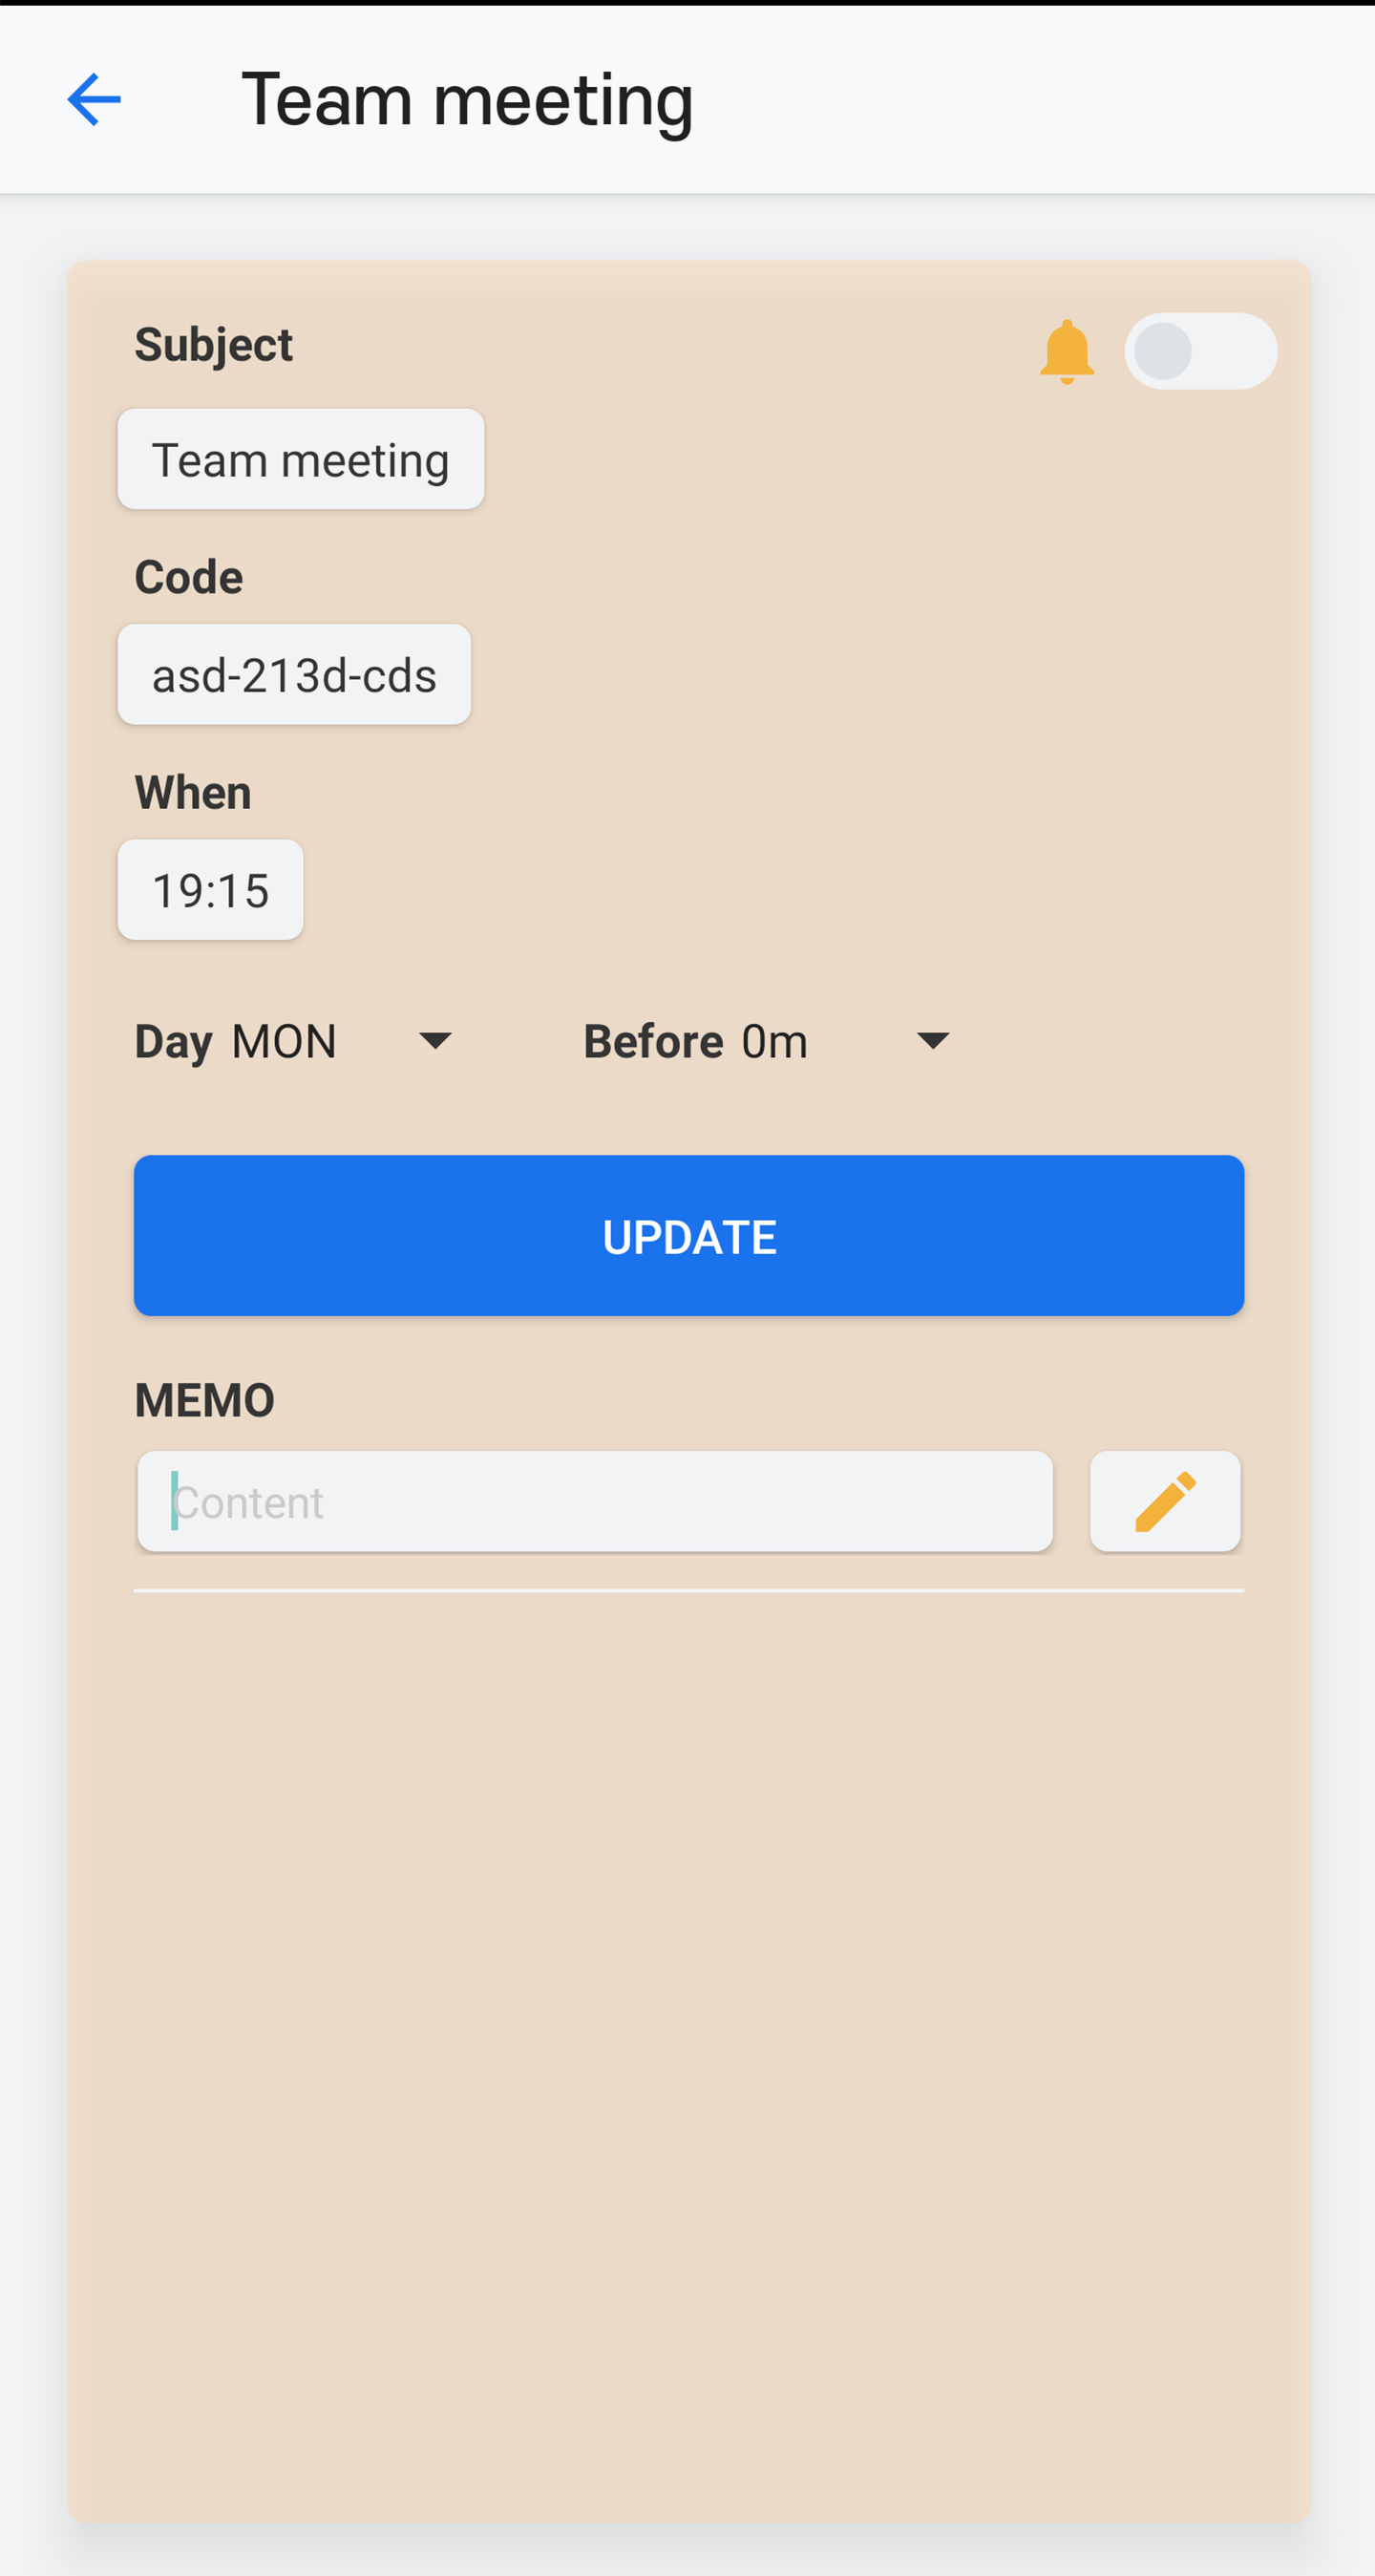 Team meeting
Subject
Team meeting
Code
asd-213d-cds
When
19:15
Day MON Before 0m
UPDATE
MEMO
Content